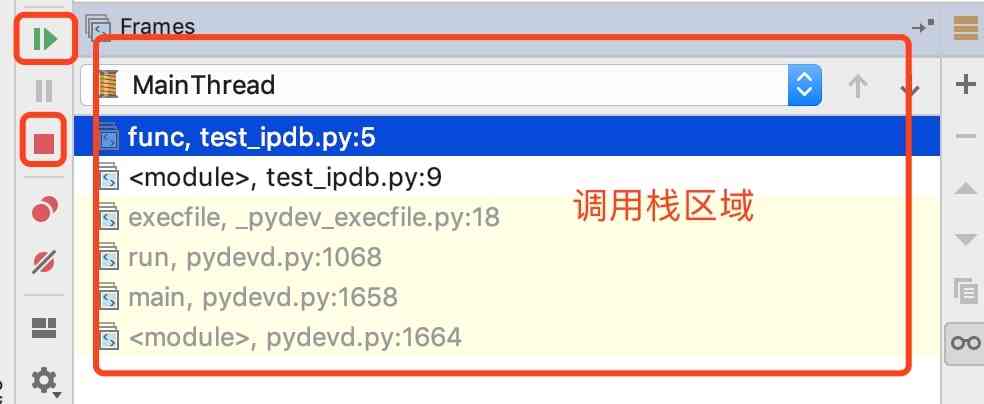 Frames
MainThread
func, test_ipdb.py:5
<module>, test_ipdb.py:9
调用栈区域
execfile, _pydev_execfile.py:18
run, pydevd.py:1068
main, pydevd.py:1658
<module>, pydevd.py:1664